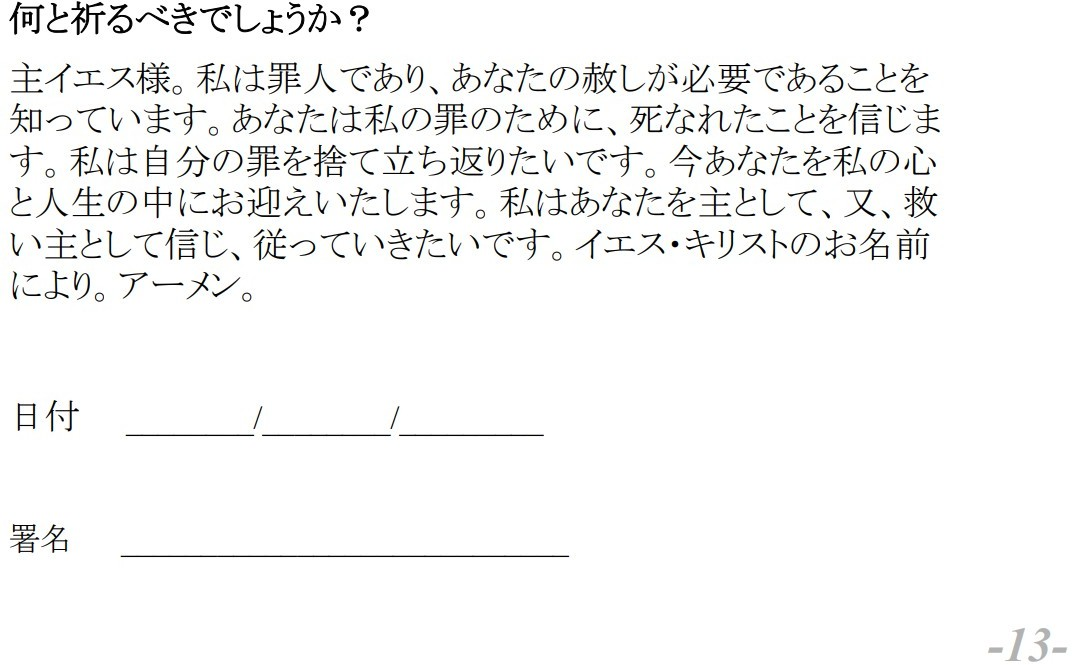 何と祈るべきでしょうか？
主イエス様。私は罪人であり、あなたの赦しが必要であることを
知っています。あなたは私の罪のために、死なれたことを信じま
す。私は自分の罪を捨て立ち返りたいです。今あなたを私の心
と人生の中にお迎えいたします。私はあなたを主として、又、救
い主として信じ、従っていきたいです。イエス・キリストのお名前
により。アーメン。
日付 ________/________/_________
署名 ____________________________
-13-